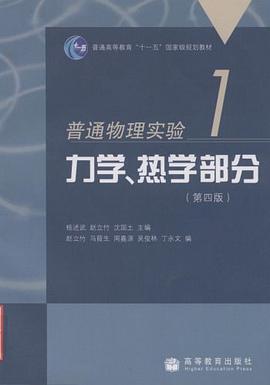 普通高等教育“十一五”国家级规划教材
普通物理实验
1
力学、热学部分
(第四版)
杨述武 赵立竹 沈国土 主编
赵立竹 马葭生 周嘉源 吴俊林 丁永文 编
高等教育出版社
Higher Education Press